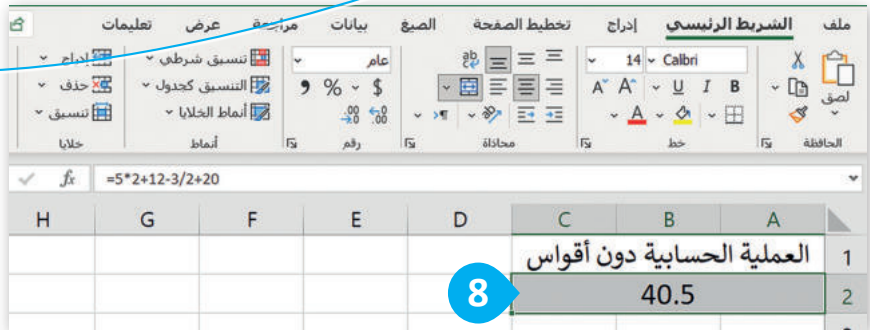 ملف الشريط الرئيسي إدراج تخطيط الصفحة الصيغ بيانات مراجعة عرض تعليمات
Calibri 14 عام تنسيق شرطي إدراج
لصق B I U A A $ % 9 التنسيق كجدول حذف
A أنماط الخلايا تنسيق
الحافظة خط محاذاة رقم أنماط خلايا
fx =5*2+12-3/2+20
A B C D E F G H
1 العملية الحسابية دون أقواس
2 40.5 8